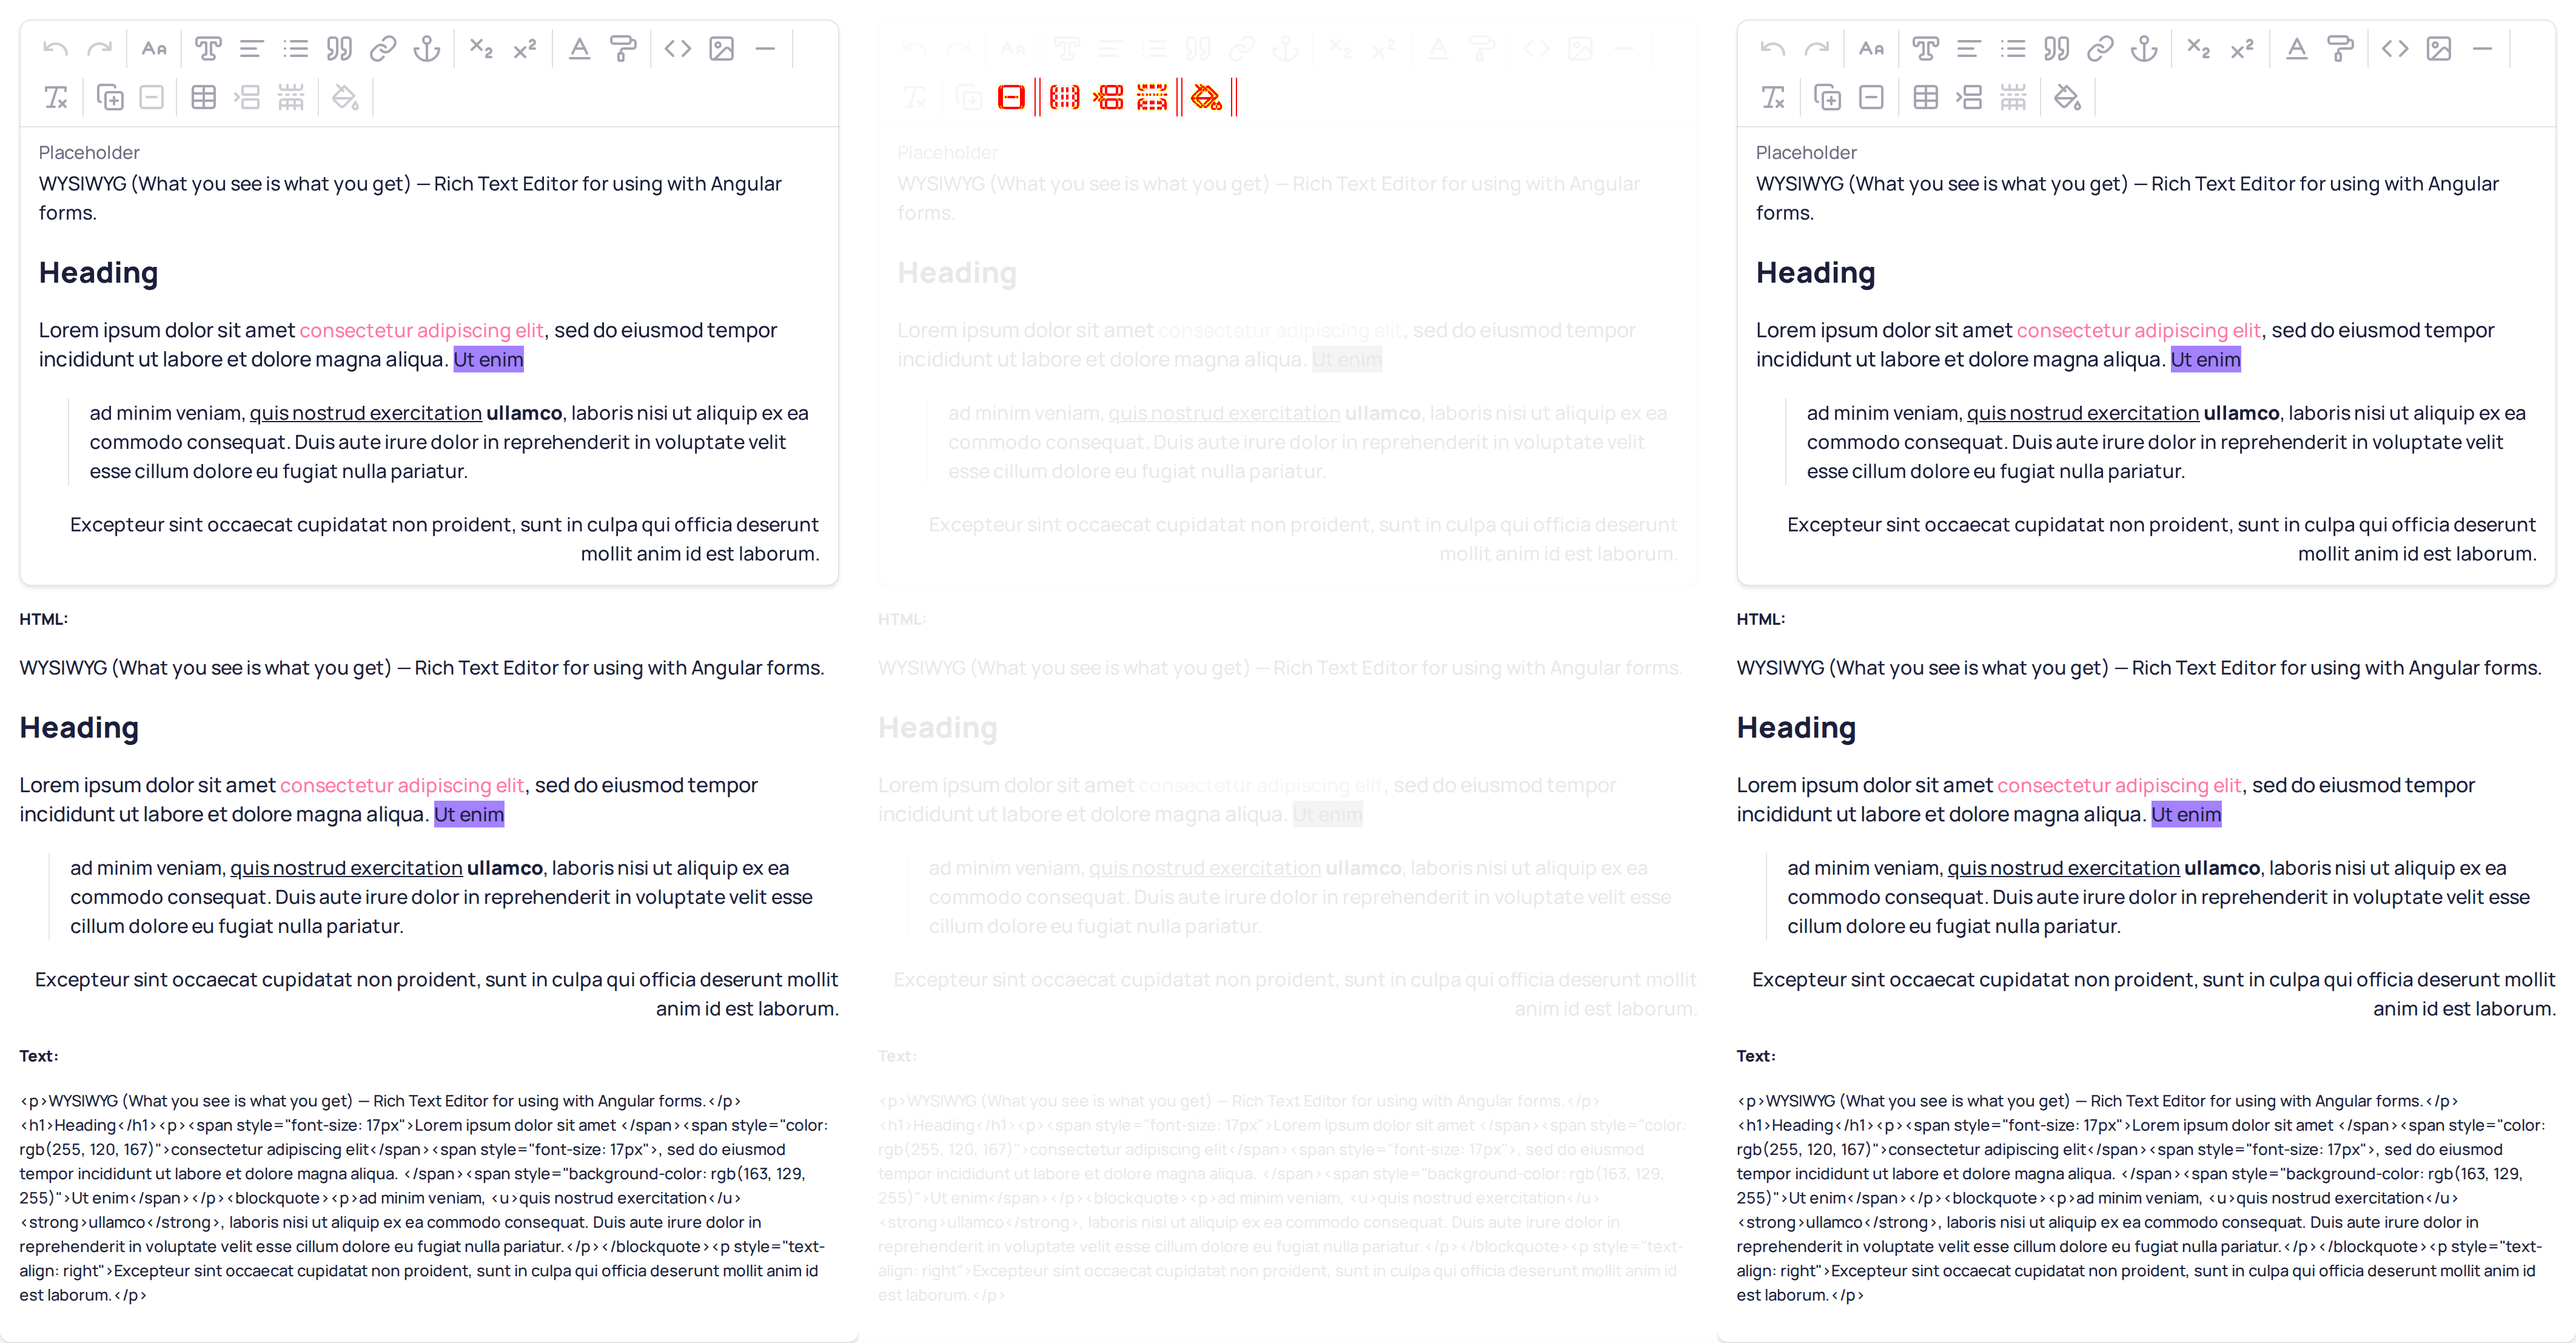 Placeholder
WYSIWYG (What you see is what you get) — Rich Text Editor for using with Angular
forms.
Heading
Lorem ipsum dolor sit amet consectetur adipiscing elit, sed do eiusmod tempor
incididunt ut labore et dolore magna aliqua. Ut enim
ad minim veniam, quis nostrud exercitation ullamco, laboris nisi ut aliquip ex ea
commodo consequat. Duis aute irure dolor in reprehenderit in voluptate velit
esse cillum dolore eu fugiat nulla pariatur.
Excepteur sint occaecat cupidatat non proident, sunt in culpa qui officia deserunt
mollit anim id est laborum.
HTML:
WYSIWYG (What you see is what you get) — Rich Text Editor for using with Angular forms.
Heading
Lorem ipsum dolor sit amet consectetur adipiscing elit, sed do eiusmod tempor
incididunt ut labore et dolore magna aliqua. Ut enim
ad minim veniam, quis nostrud exercitation ullamco, laboris nisi ut aliquip ex ea
commodo consequat. Duis aute irure dolor in reprehenderit in voluptate velit esse
cillum dolore eu fugiat nulla pariatur.
Excepteur sint occaecat cupidatat non proident, sunt in culpa qui officia deserunt mollit
anim id est laborum.
Text:
<p>WYSIWYG (What you see is what you get) — Rich Text Editor for using with Angular forms.</p>
<h1>Heading</h1><p><span style="font-size: 17px">Lorem ipsum dolor sit amet </span><span style="color:
rgb(255, 120, 167)">consectetur adipiscing elit</span><span style="font-size: 17px">, sed do eiusmod
tempor incididunt ut labore et dolore magna aliqua. </span><span style="background-color: rgb(163, 129,
255)">Ut enim</span></p><blockquote><p>ad minim veniam, <u>quis nostrud exercitation</u>
<strong>ullamco</strong>, laboris nisi ut aliquip ex ea commodo consequat. Duis aute irure dolor in
reprehenderit in voluptate velit esse cillum dolore eu fugiat nulla pariatur.</p></blockquote><p style="text-
align: right">Excepteur sint occaecat cupidatat non proident, sunt in culpa qui officia deserunt mollit anim id
est laborum.</p>
Placeholder
WYSIWYG (What you see is what you get) — Rich Text Editor for using with Angular
forms.
Heading
Lorem ipsum dolor sit amet consectetur adipiscing elit, sed do eiusmod tempor
incididunt ut labore et dolore magna aliqua. Ut enim
ad minim veniam, quis nostrud exercitation ullamco, laboris nisi ut aliquip ex ea
commodo consequat. Duis aute irure dolor in reprehenderit in voluptate velit
esse cillum dolore eu fugiat nulla pariatur.
Excepteur sint occaecat cupidatat non proident, sunt in culpa qui officia deserunt
mollit anim id est laborum.
HTML:
WYSIWYG (What you see is what you get) — Rich Text Editor for using with Angular forms.
Heading
Lorem ipsum dolor sit amet consectetur adipiscing elit, sed do eiusmod tempor
incididunt ut labore et dolore magna aliqua. Ut enim
ad minim veniam, quis nostrud exercitation ullamco, laboris nisi ut aliquip ex ea
commodo consequat. Duis aute irure dolor in reprehenderit in voluptate velit esse
cillum dolore eu fugiat nulla pariatur.
Excepteur sint occaecat cupidatat non proident, sunt in culpa qui officia deserunt mollit
anim id est laborum.
Text:
<p>WYSIWYG (What you see is what you get) — Rich Text Editor for using with Angular forms.</p>
<h1>Heading</h1><p><span style="font-size: 17px">Lorem ipsum dolor sit amet </span><span style="color:
rgb(255, 120, 167)">consectetur adipiscing elit</span><span style="font-size: 17px">, sed do eiusmod
tempor incididunt ut labore et dolore magna aliqua. </span><span style="background-color: rgb(163, 129,
255)">Ut enim</span></p><blockquote><p>ad minim veniam, <u>quis nostrud exercitation</u>
<strong>ullamco</strong>, laboris nisi ut aliquip ex ea commodo consequat. Duis aute irure dolor in
reprehenderit in voluptate velit esse cillum dolore eu fugiat nulla pariatur.</p></blockquote><p style="text-
align: right">Excepteur sint occaecat cupidatat non proident, sunt in culpa qui officia deserunt mollit anim id
est laborum.</p>
Placeholder
WYSIWYG (What you see is what you get) — Rich Text Editor for using with Angular
forms.
Heading
Lorem ipsum dolor sit amet consectetur adipiscing elit, sed do eiusmod tempor
incididunt ut labore et dolore magna aliqua. Ut enim
ad minim veniam, quis nostrud exercitation ullamco, laboris nisi ut aliquip ex ea
commodo consequat. Duis aute irure dolor in reprehenderit in voluptate velit
esse cillum dolore eu fugiat nulla pariatur.
Excepteur sint occaecat cupidatat non proident, sunt in culpa qui officia deserunt
mollit anim id est laborum.
HTML:
WYSIWYG (What you see is what you get) — Rich Text Editor for using with Angular forms.
Heading
Lorem ipsum dolor sit amet consectetur adipiscing elit, sed do eiusmod tempor
incididunt ut labore et dolore magna aliqua. Ut enim
ad minim veniam, quis nostrud exercitation ullamco, laboris nisi ut aliquip ex ea
commodo consequat. Duis aute irure dolor in reprehenderit in voluptate velit esse
cillum dolore eu fugiat nulla pariatur.
Excepteur sint occaecat cupidatat non proident, sunt in culpa qui officia deserunt mollit
anim id est laborum.
Text:
<p>WYSIWYG (What you see is what you get) — Rich Text Editor for using with Angular forms.</p>
<h1>Heading</h1><p><span style="font-size: 17px">Lorem ipsum dolor sit amet </span><span style="color:
rgb(255, 120, 167)">consectetur adipiscing elit</span><span style="font-size: 17px">, sed do eiusmod
tempor incididunt ut labore et dolore magna aliqua. </span><span style="background-color: rgb(163, 129,
255)">Ut enim</span></p><blockquote><p>ad minim veniam, <u>quis nostrud exercitation</u>
<strong>ullamco</strong>, laboris nisi ut aliquip ex ea commodo consequat. Duis aute irure dolor in
reprehenderit in voluptate velit esse cillum dolore eu fugiat nulla pariatur.</p></blockquote><p style="text-
align: right">Excepteur sint occaecat cupidatat non proident, sunt in culpa qui officia deserunt mollit anim id
est laborum.</p>